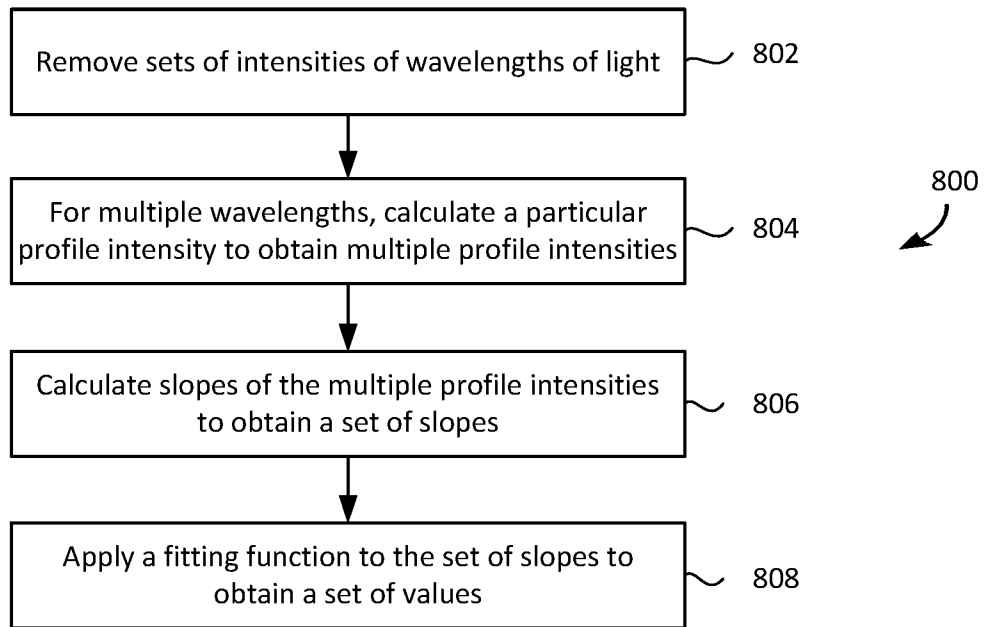 Remove sets of intensities of wavelengths of light
802
800
For multiple wavelengths, calculate a particular
profile intensity to obtain multiple profile intensities
804
Calculate slopes of the multiple profile intensities
to obtain a set of slopes
806
Apply a fitting function to the set of slopes to
obtain a set of values
808